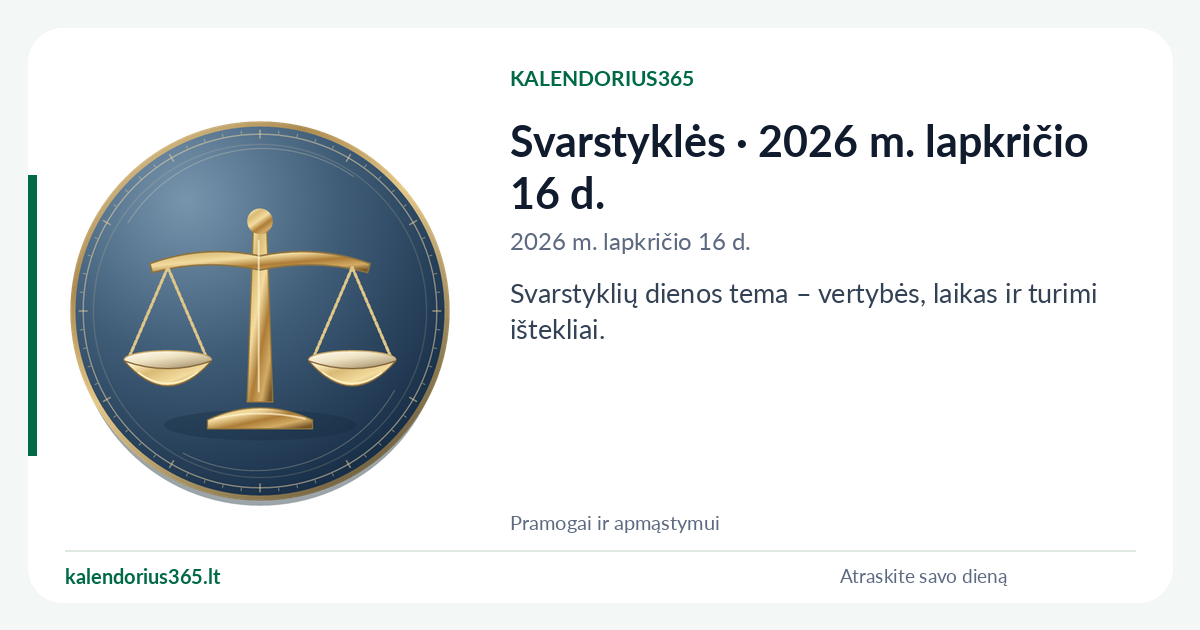 KALENDORIUS365
Svarstyklės · 2026 m. lapkričio
16 d.
2026 m. lapkričio 16 d.
Svarstyklių dienos tema – vertybės, laikas ir turimi
ištekliai.
Pramogai ir apmąstymui
kalendorius365.lt
Atraskite savo dieną